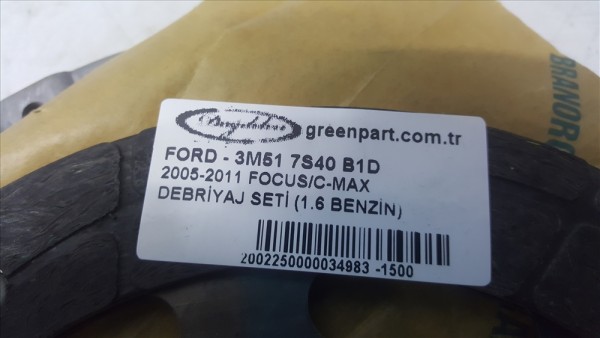 greenpart.com.tr
FORD - 3M51 7S40 B1D
2005-2011 FOCUS/C-MAX
DEBRİYAJ SETİ (1.6 BENZİN)
2002250000034983 -1500